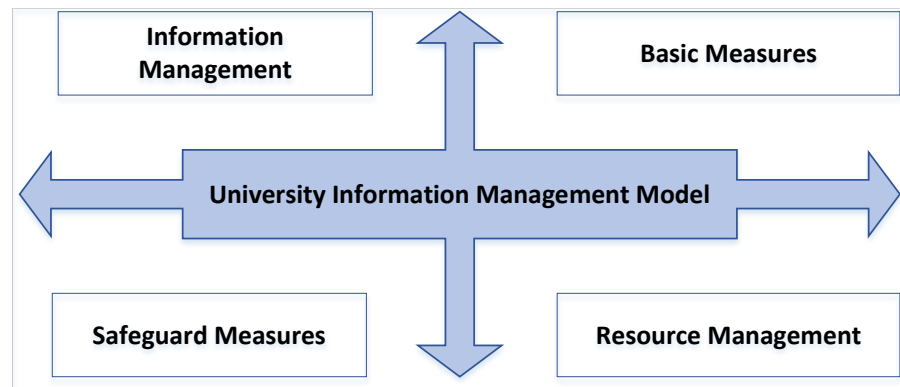 Information
Management
Basic Measures
University Information Management Model
Safeguard Measures
Resource Management